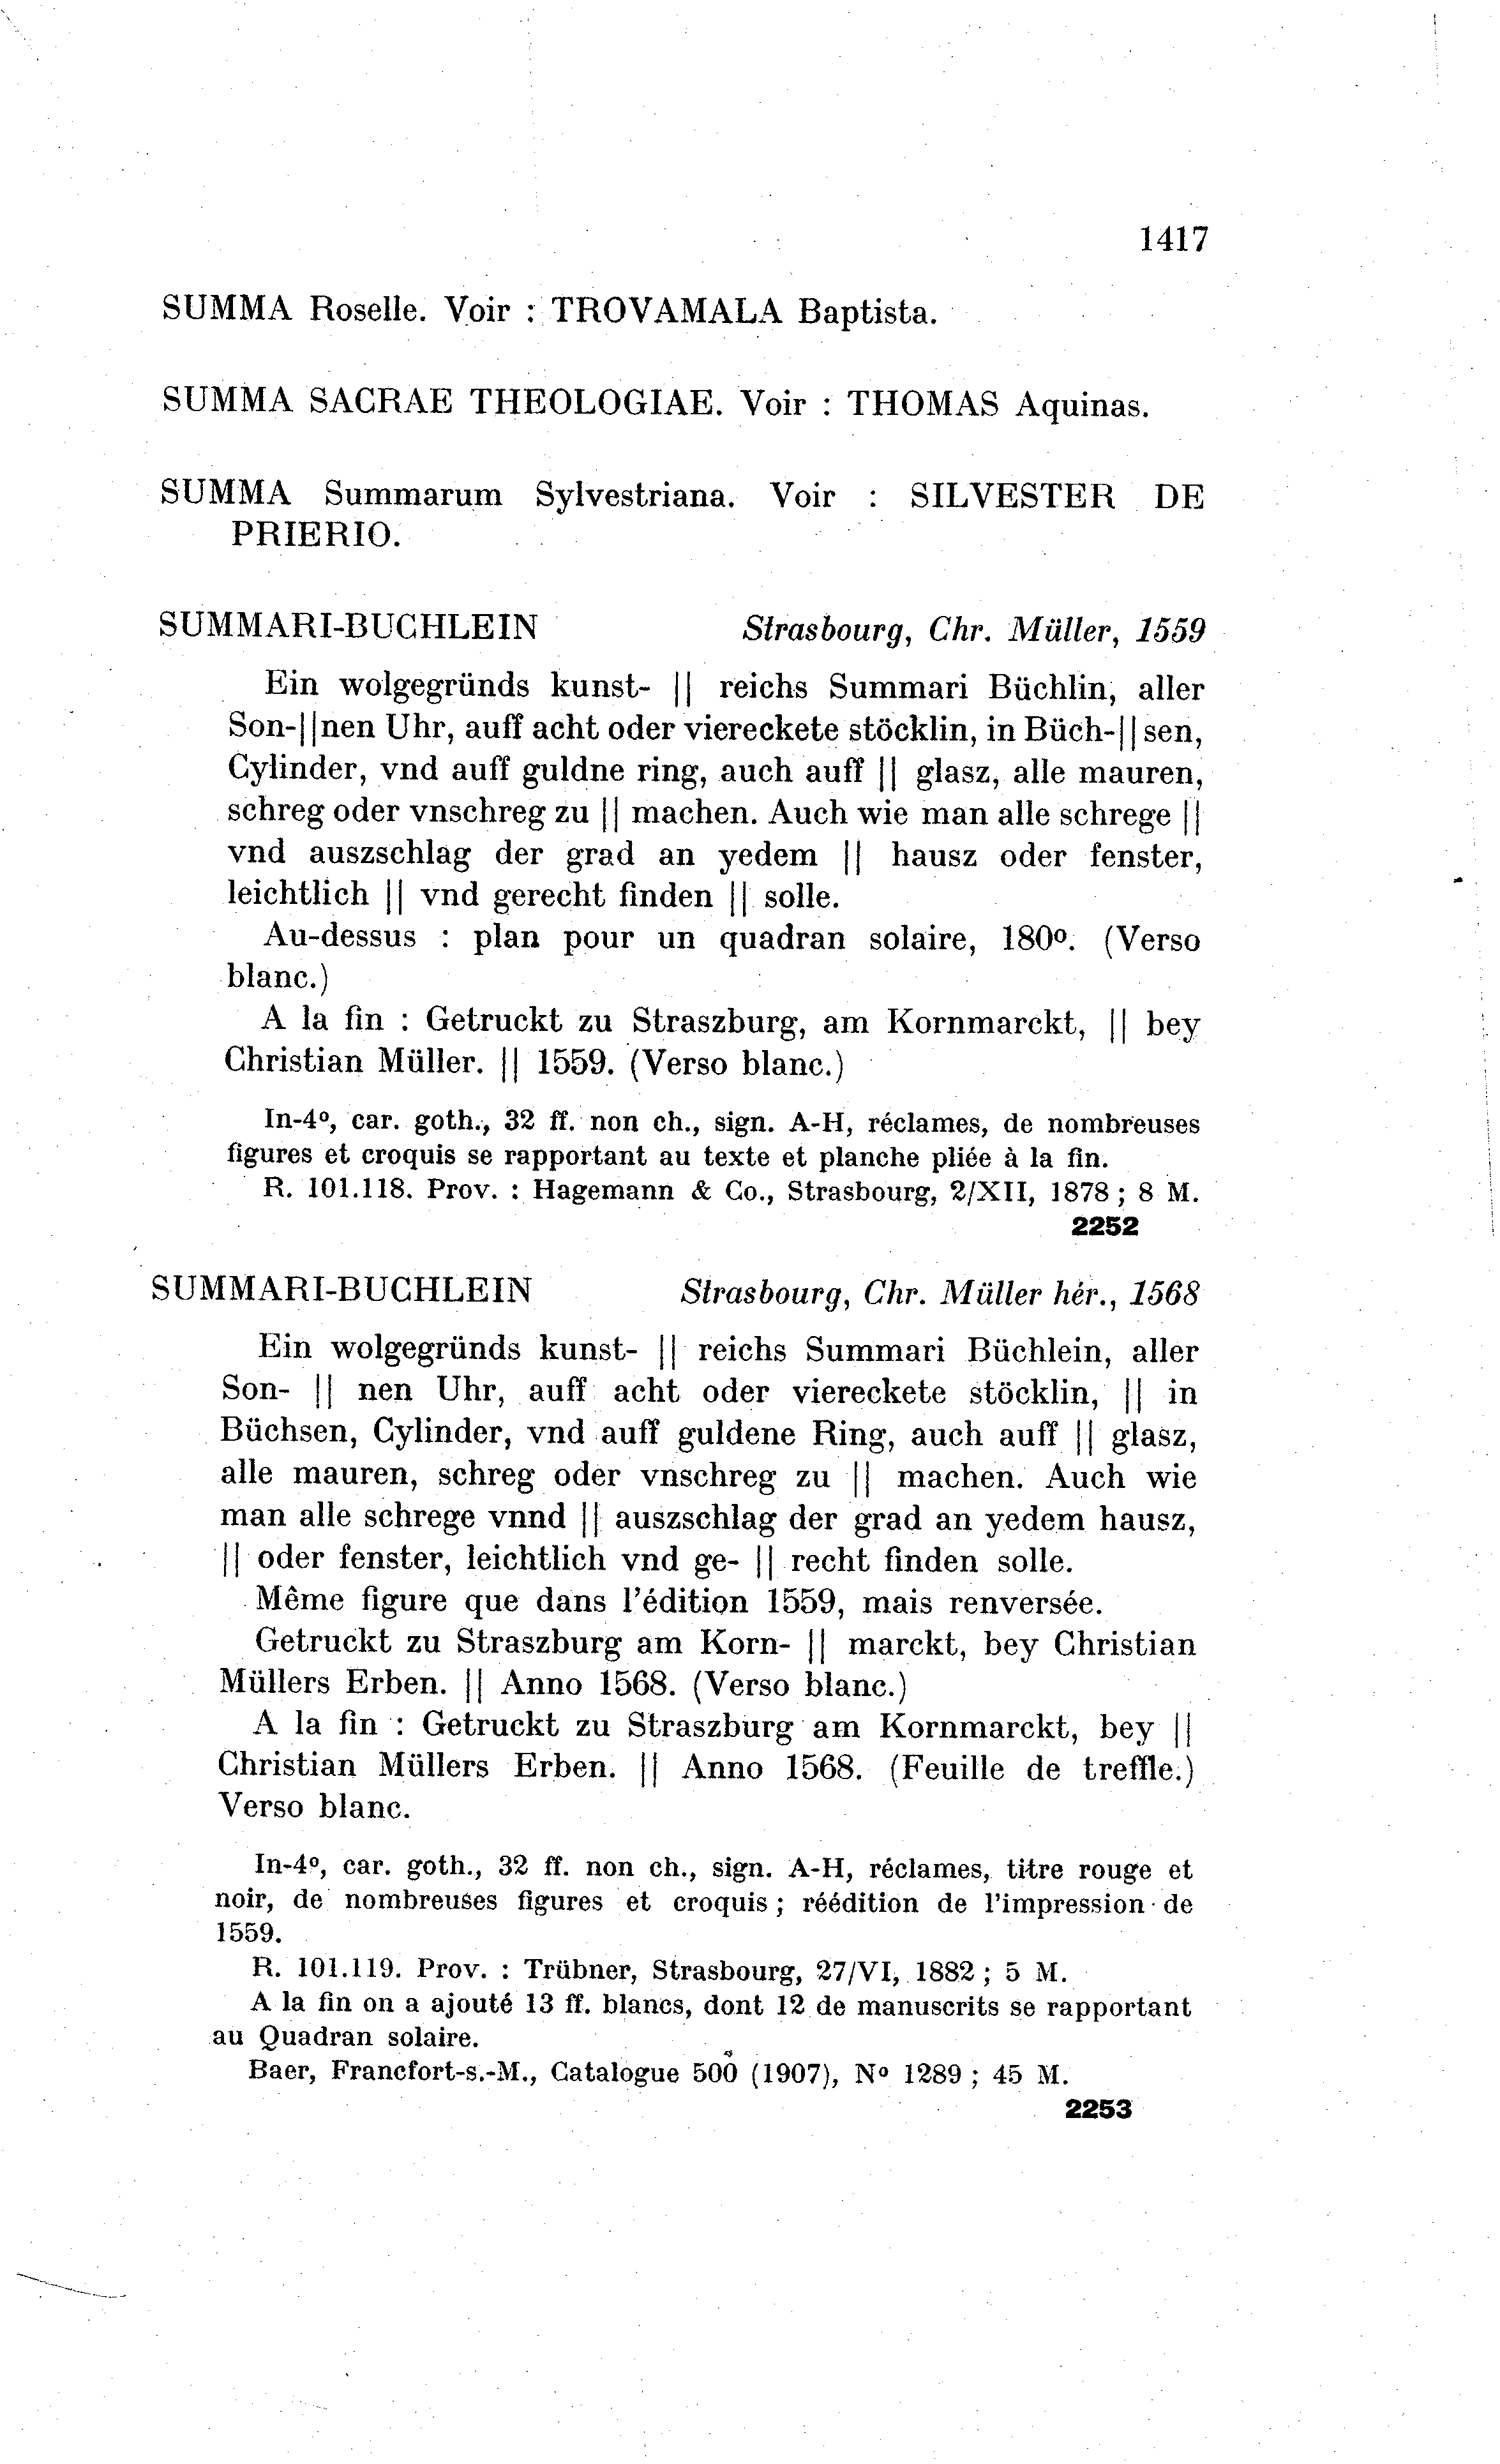 1417
SUMMA Roselle. Voir : TROVAMALA Baptista.
SUMMA SACRAE THEOLOGIAE. Voir : THOMAS Aquinas.
SUMMA Summarum Sylvestriana. Voir : SILVESTER DE
PRIERIO.
SUMMARI-BUCHLEIN Strasbourg, Chr. Müller, 1559
Ein wolgegründs kunst- || reichs Summari Büchlin, aller
Son-||nen Uhr, auff acht oder viereckete stöcklin, in Büch-||sen,
Cylinder, vnd auff guldne ring, auch auff || glasz, alle mauren,
schreg oder vnschreg zu || machen. Auch wie man alle schrege ||
vnd auszschlag der grad an yedem || hausz oder fenster,
leichtlich || vnd gerecht finden || solle.
Au-dessus : plan pour un quadran solaire, 180º. (Verso
blanc.)
A la fin : Getruckt zu Straszburg, am Kornmarckt, || bey
Christian Müller. || 1559. (Verso blanc.)
In-4º, car. goth., 32 ff. non ch., sign. A-H, réclames, de nombreuses
figures et croquis se rapportant au texte et planche pliée à la fin.
R. 101.118. Prov. : Hagemann & Co., Strasbourg, 2/XII, 1878 ; 8 M.
2252
SUMMARI-BUCHLEIN Strasbourg, Chr. Müller hér., 1568
Ein wolgegründs kunst- || reichs Summari Büchlein, aller
Son- || nen Uhr, auff acht oder viereckete stöcklin, || in
Büchsen, Cylinder, vnd auff guldene Ring, auch auff || glasz,
alle mauren, schreg oder vnschreg zu || machen. Auch wie
man alle schrege vnnd || auszschlag der grad an yedem hausz,
|| oder fenster, leichtlich vnd ge- || recht finden solle.
Même figure que dans l'édition 1559, mais renversée.
Getruckt zu Straszburg am Korn- || marckt, bey Christian
Müllers Erben. || Anno 1568. (Verso blanc.)
A la fin : Getruckt zu Straszburg am Kornmarckt, bey ||
Christian Müllers Erben. || Anno 1568. (Feuille de treffle.)
Verso blanc.
In-4º, car. goth., 32 ff. non ch., sign. A-H, réclames, titre rouge et
noir, de nombreuses figures et croquis ; réédition de l'impression de
1559.
R. 101.119. Prov. : Trübner, Strasbourg, 27/VI, 1882 ; 5 M.
A la fin on a ajouté 13 ff. blancs, dont 12 de manuscrits se rapportant
au Quadran solaire.
Baer, Francfort-s.-M., Catalogue 500 (1907), Nº 1289 ; 45 M.
2253